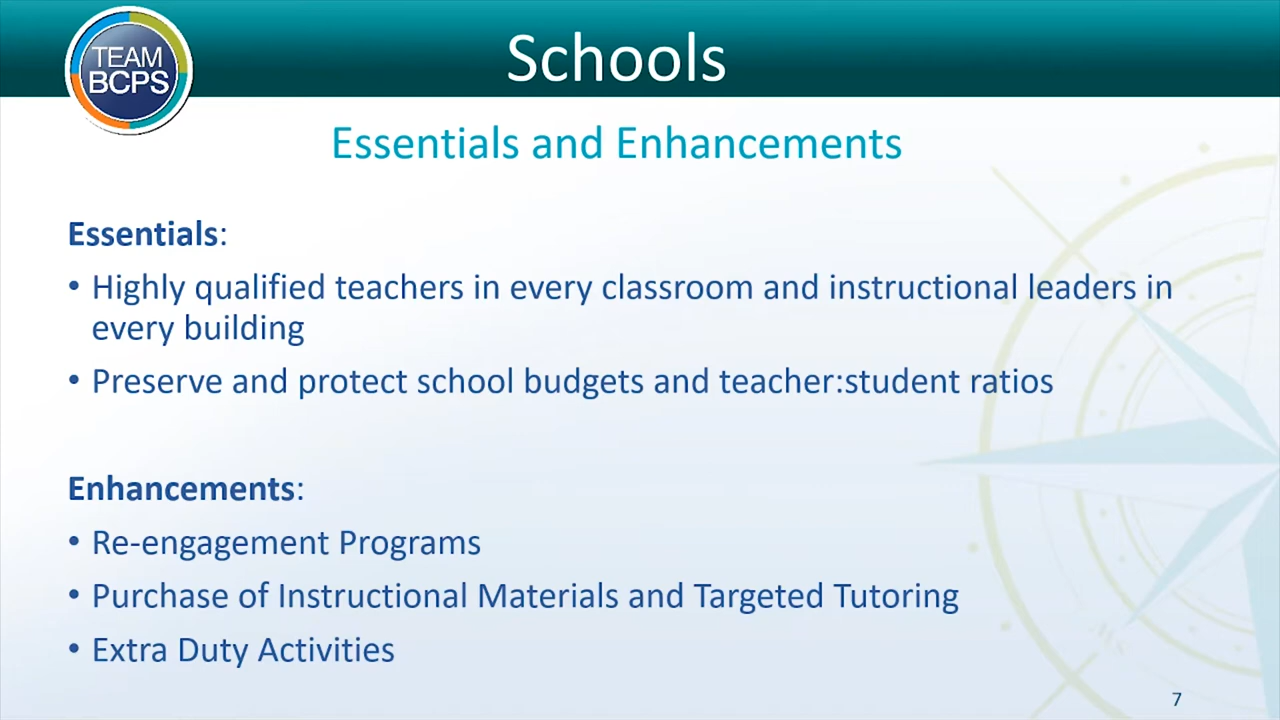 TEAM
BCPS
Schools
Essentials and Enhancements
Essentials:
• Highly qualified teachers in every classroom and instructional leaders in
every building
• Preserve and protect school budgets and teacher:student ratios
Enhancements:
• Re-engagement Programs
• Purchase of Instructional Materials and Targeted Tutoring
• Extra Duty Activities
7